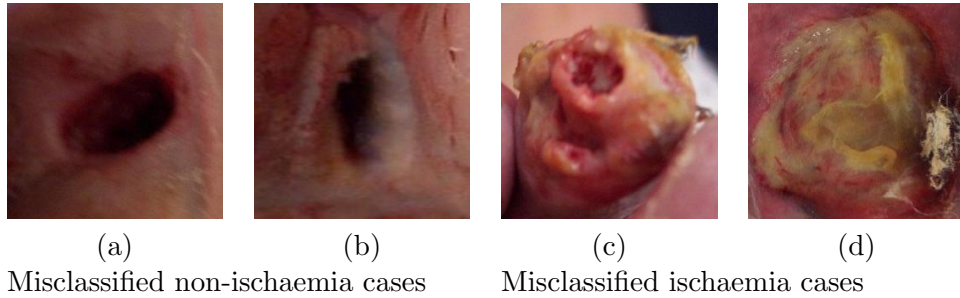 (a) (b) (c) (d)
Misclassified non-ischaemia cases Misclassified ischaemia cases